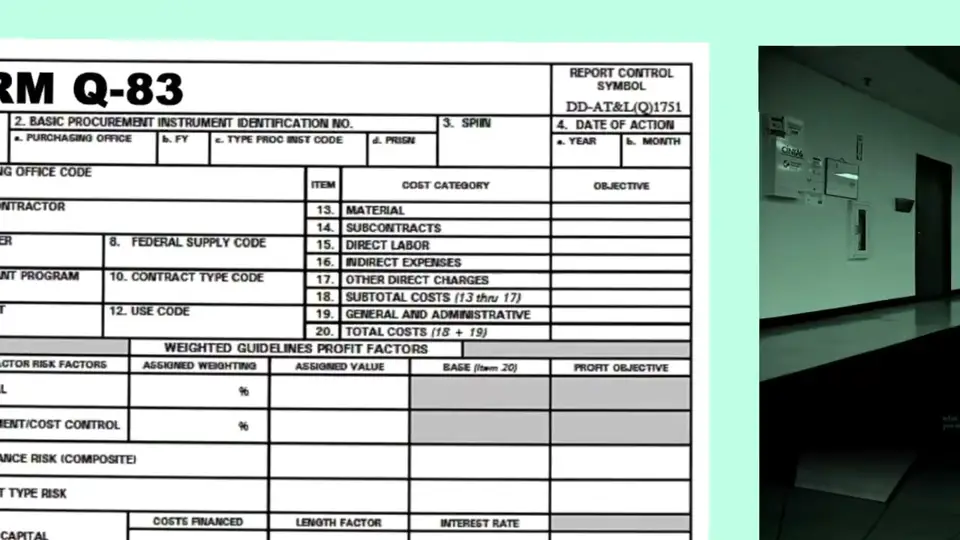 RM Q-83
REPORT CONTROL
SYMBOL
DD-AT&L(Q)1751
2. BASIC PROCUREMENT INSTRUMENT IDENTIFICATION NO.
3. SPIIN
4. DATE OF ACTION
a. PURCHASING OFFICE
b. FY
c. TYPE PROC INST CODE
d. PRISN
a. YEAR
b. MONTH
NG OFFICE CODE
ITEM
COST CATEGORY
OBJECTIVE
ONTRACTOR
13. MATERIAL
14. SUBCONTRACTS
ER
8. FEDERAL SUPPLY CODE
15. DIRECT LABOR
16. INDIRECT EXPENSES
NT PROGRAM
10. CONTRACT TYPE CODE
17. OTHER DIRECT CHARGES
18. SUBTOTAL COSTS (13 thru 17)
T
12. USE CODE
19. GENERAL AND ADMINISTRATIVE
20. TOTAL COSTS (18 + 19)
WEIGHTED GUIDELINES PROFIT FACTORS
ACTOR RISK FACTORS
ASSIGNED WEIGHTING
ASSIGNED VALUE
BASE (Item 20)
PROFIT OBJECTIVE
L
%
MENT/COST CONTROL
%
ANCE RISK (COMPOSITE)
T TYPE RISK
COSTS FINANCED
LENGTH FACTOR
INTEREST RATE
CAPITAL